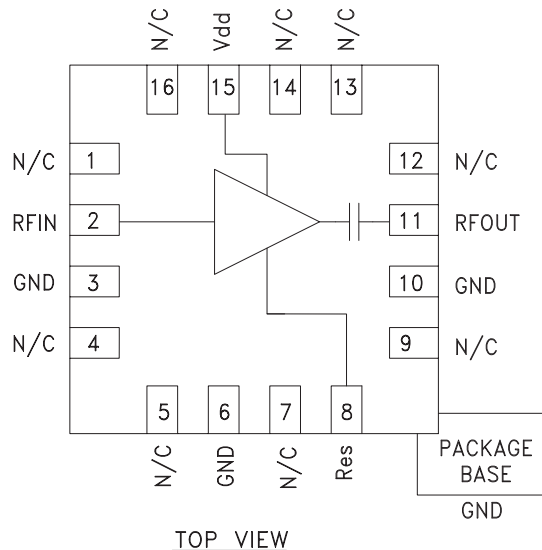 N/C
Vdd
N/C
N/C
16
15
14
13
N/C
1
12
N/C
RFIN
2
11
RFOUT
GND
3
10
GND
N/C
4
9
N/C
5
6
7
8
N/C
GND
N/C
Res
PACKAGE
BASE
GND
TOP VIEW